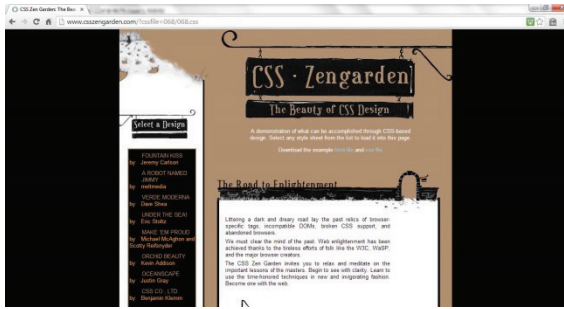 CSS Zen Garden: The Bea
www.csszengarden.com/?cssfile=068/068.css
CSS · Zengarden
The Beauty of CSS Design
A demonstration of what can be accomplished through CSS-based
design. Select any style sheet from the list to load it into this page.
Download the example html file and css file
Select a Design
FOUNTAIN KISS
by Jeremy Carlson
A ROBOT NAMED
JIMMY
by meltmedia
VERDE MODERNA
by Dave Shea
UNDER THE SEA!
by Eric Stoltz
MAKE 'EM PROUD
by Michael McAghon and
Scotty Reifsnyder
ORCHID BEAUTY
by Kevin Addison
OCEANSCAPE
by Justin Gray
CSS CO., LTD.
by Benjamin Klemm
The Road to Enlightenment
Littering a dark and dreary road lay the past relics of browser-
specific tags, incompatible DOMs, broken CSS support, and
abandoned browsers.
We must clear the mind of the past. Web enlightenment has been
achieved thanks to the tireless efforts of folk like the W3C, WaSP,
and the major browser creators.
The CSS Zen Garden invites you to relax and meditate on the
important lessons of the masters. Begin to see with clarity. Learn to
use the time-honored techniques in new and invigorating fashion.
Become one with the web.